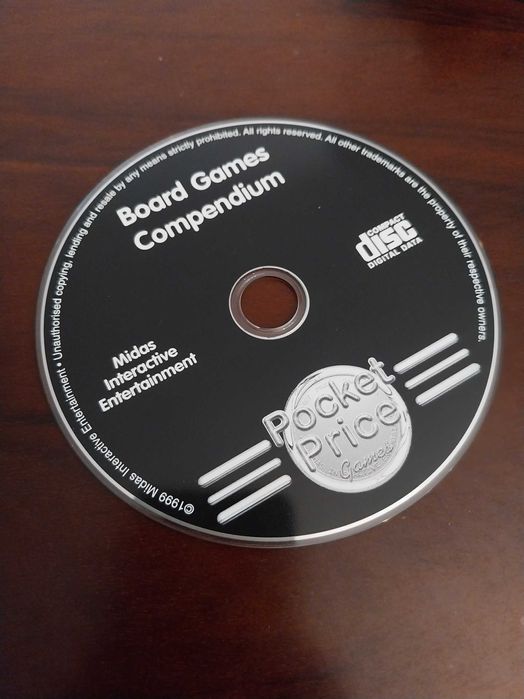 Board Games
Compendium
COMPACT
disc
DIGITAL DATA
Midas
Interactive
Entertainment
Pocket
Price
Games
©1999 Midas Interactive Entertainment • Unauthorised copying, lending and resale by any means strictly prohibited. All rights reserved. All other trademarks are the property of their respective owners.